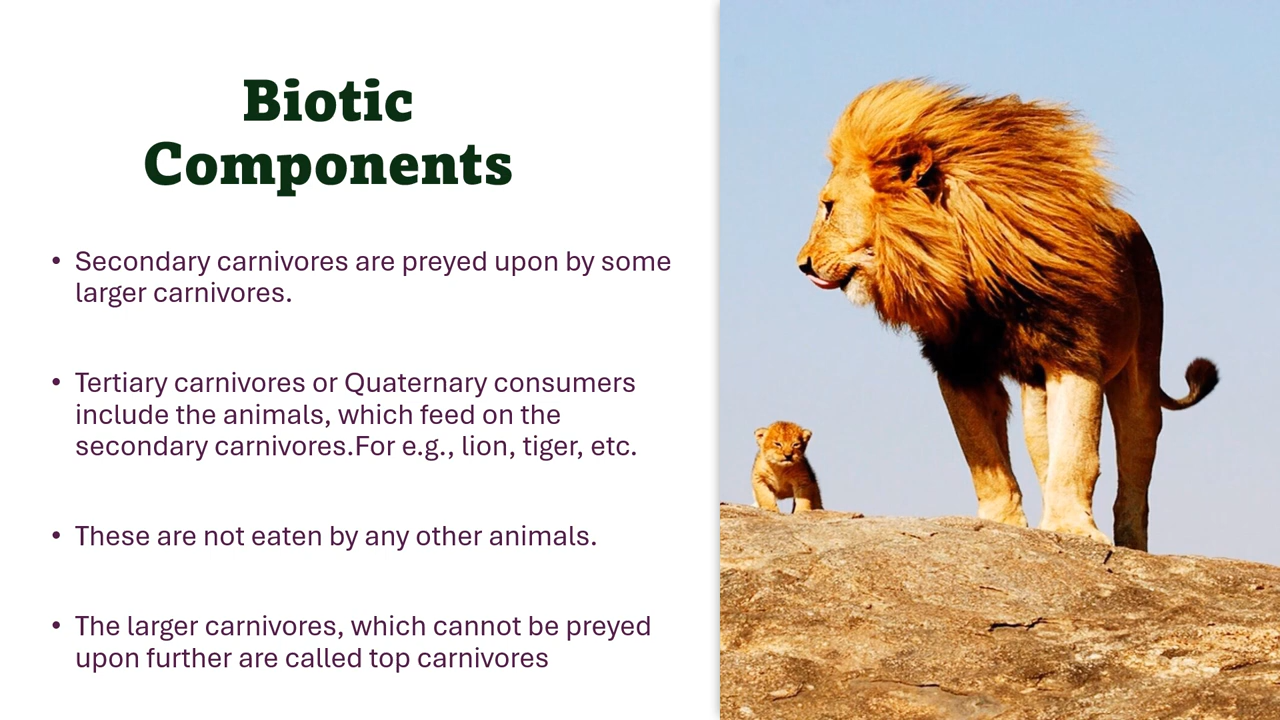 Biotic
Components
• Secondary carnivores are preyed upon by some
larger carnivores.
• Tertiary carnivores or Quaternary consumers
include the animals, which feed on the
secondary carnivores.For e.g., lion, tiger, etc.
• These are not eaten by any other animals.
• The larger carnivores, which cannot be preyed
upon further are called top carnivores